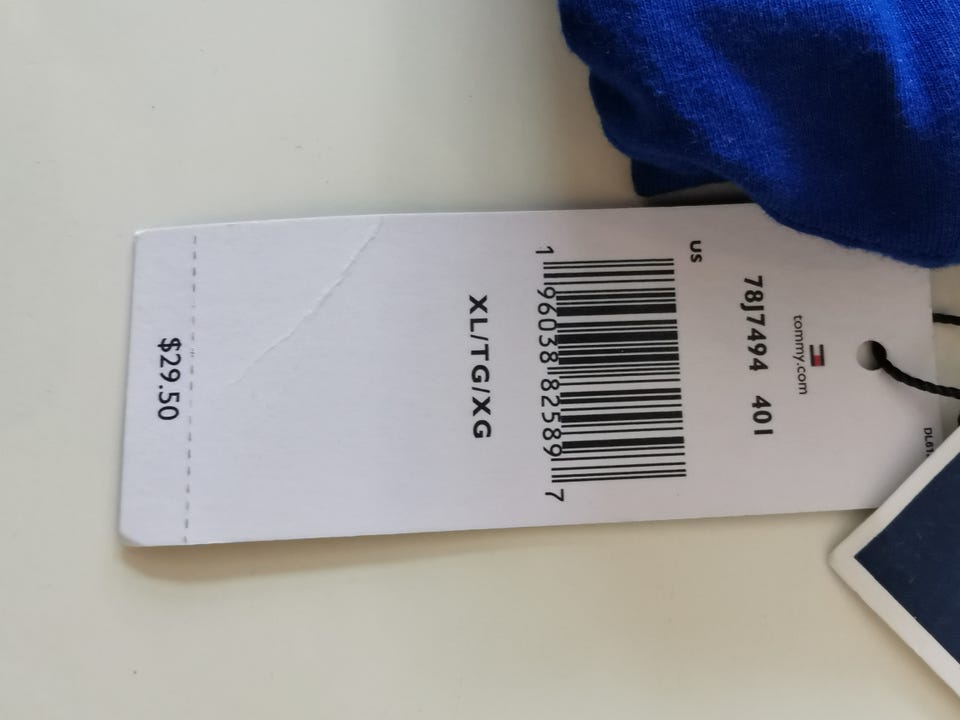 tommy.com
78J7494 401
US
1 96038 82589 7
XL/TG/XG
$29.50